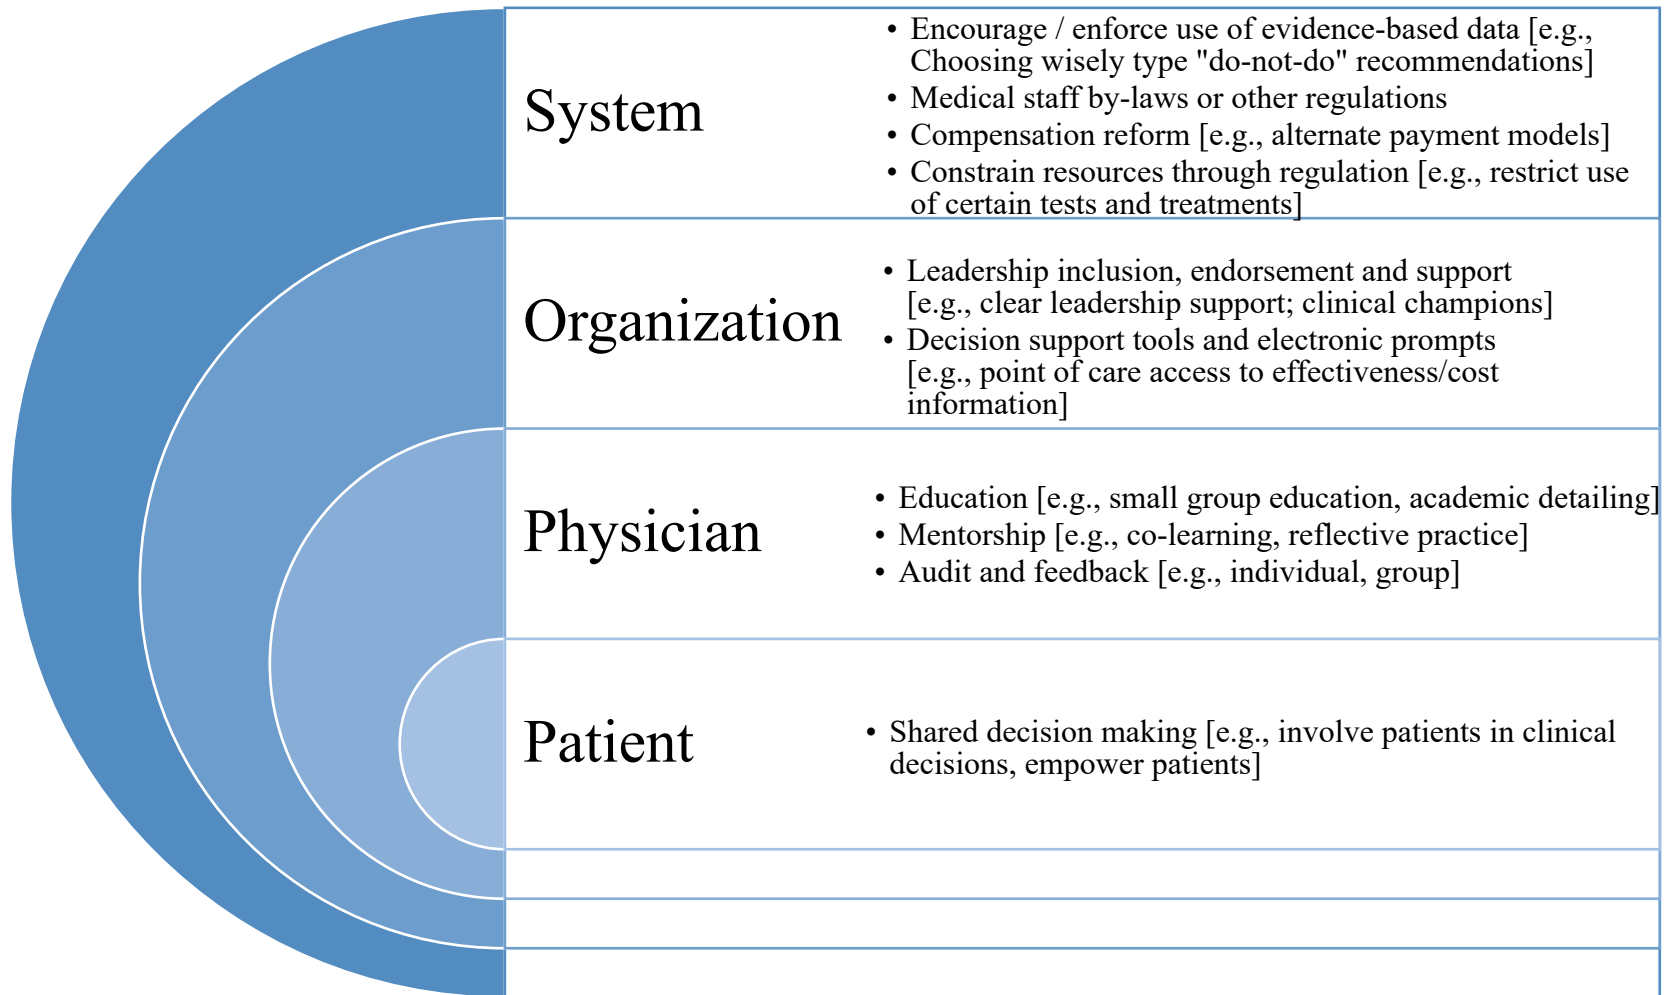 System
• Encourage / enforce use of evidence-based data [e.g.,
Choosing wisely type "do-not-do" recommendations]
• Medical staff by-laws or other regulations
• Compensation reform [e.g., alternate payment models]
• Constrain resources through regulation [e.g., restrict use
of certain tests and treatments]
Organization
• Leadership inclusion, endorsement and support
[e.g., clear leadership support; clinical champions]
• Decision support tools and electronic prompts
[e.g., point of care access to effectiveness/cost
information]
Physician
• Education [e.g., small group education, academic detailing]
• Mentorship [e.g., co-learning, reflective practice]
• Audit and feedback [e.g., individual, group]
Patient
• Shared decision making [e.g., involve patients in clinical
decisions, empower patients]